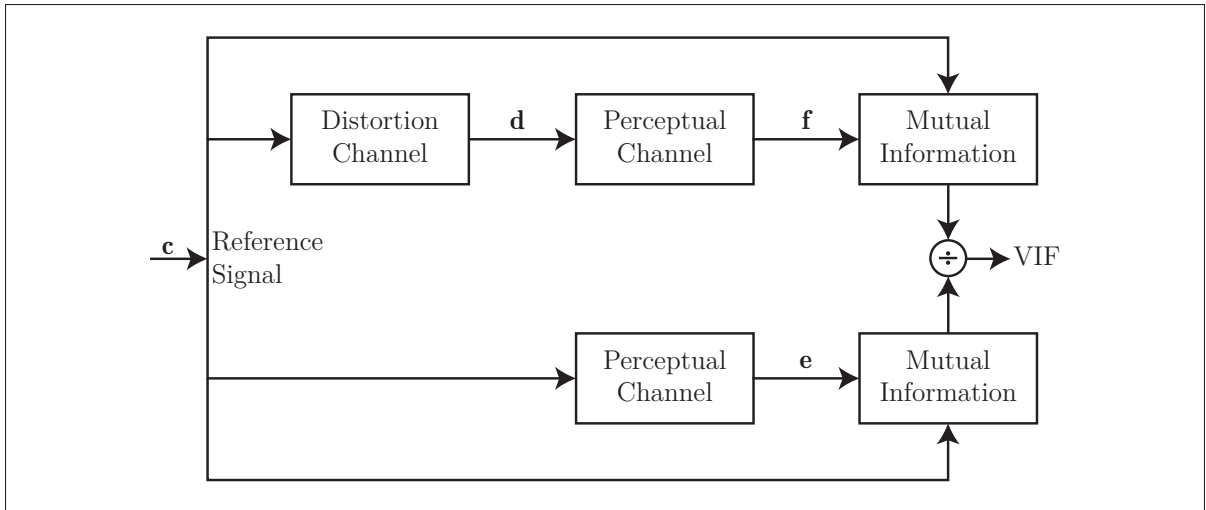 Distortion
Channel
d
Perceptual
Channel
f
Mutual
Information
c
Reference
Signal
÷
VIF
Perceptual
Channel
e
Mutual
Information